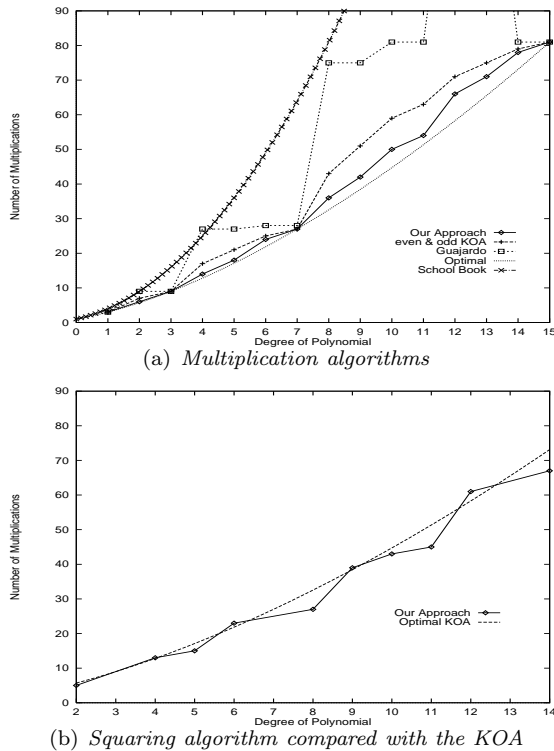 90
80
70
60
50
40
30
20
10
0
Number of Multiplications
Our Approach
even & odd KOA
Guajardo
Optimal
School Book
0 1 2 3 4 5 6 7 8 9 10 11 12 13 14 15
Degree of Polynomial
(a) Multiplication algorithms
90
80
70
60
50
40
30
20
10
0
Number of Multiplications
Our Approach
Optimal KOA
2 3 4 5 6 7 8 9 10 11 12 13 14
Degree of Polynomial
(b) Squaring algorithm compared with the KOA